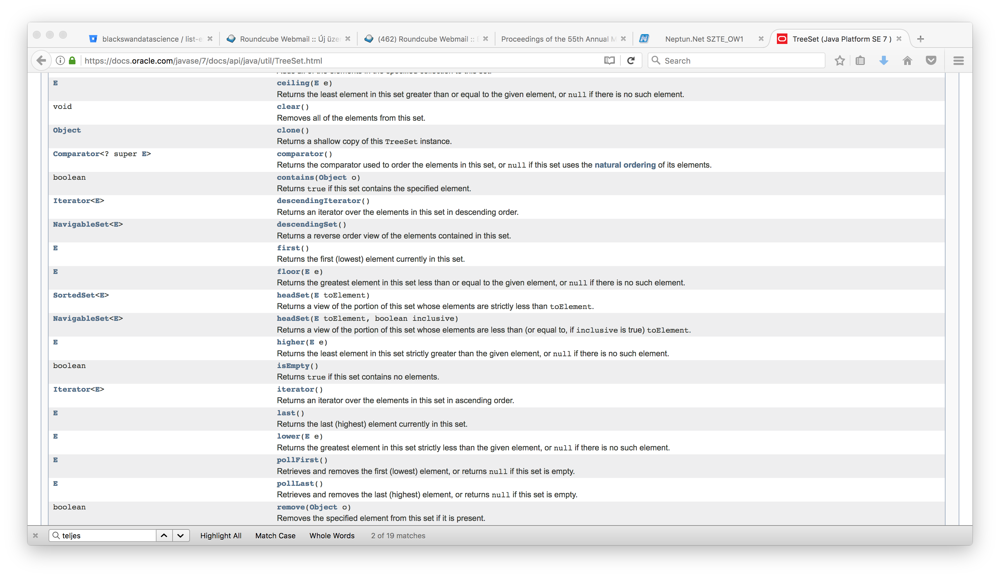 blackswandatascience / list-e
Roundcube Webmail :: Új üzen
(462) Roundcube Webmail ::
Proceedings of the 55th Annual M
Neptun.Net SZTE_OW1
TreeSet (Java Platform SE 7 )
https://docs.oracle.com/javase/7/docs/api/java/util/TreeSet.html
Search
Adds all of the elements in the specified collection to this set.
E ceiling(E e)
Returns the least element in this set greater than or equal to the given element, or null if there is no such element.
void clear()
Removes all of the elements from this set.
Object clone()
Returns a shallow copy of this TreeSet instance.
Comparator<? super E> comparator()
Returns the comparator used to order the elements in this set, or null if this set uses the natural ordering of its elements.
boolean contains(Object o)
Returns true if this set contains the specified element.
Iterator<E> descendingIterator()
Returns an iterator over the elements in this set in descending order.
NavigableSet<E> descendingSet()
Returns a reverse order view of the elements contained in this set.
E first()
Returns the first (lowest) element currently in this set.
E floor(E e)
Returns the greatest element in this set less than or equal to the given element, or null if there is no such element.
SortedSet<E> headSet(E toElement)
Returns a view of the portion of this set whose elements are strictly less than toElement.
NavigableSet<E> headSet(E toElement, boolean inclusive)
Returns a view of the portion of this set whose elements are less than (or equal to, if inclusive is true) toElement.
E higher(E e)
Returns the least element in this set strictly greater than the given element, or null if there is no such element.
boolean isEmpty()
Returns true if this set contains no elements.
Iterator<E> iterator()
Returns an iterator over the elements in this set in ascending order.
E last()
Returns the last (highest) element currently in this set.
E lower(E e)
Returns the greatest element in this set strictly less than the given element, or null if there is no such element.
E pollFirst()
Retrieves and removes the first (lowest) element, or returns null if this set is empty.
E pollLast()
Retrieves and removes the last (highest) element, or returns null if this set is empty.
boolean remove(Object o)
Removes the specified element from this set if it is present.
teljes Highlight All Match Case Whole Words 2 of 19 matches